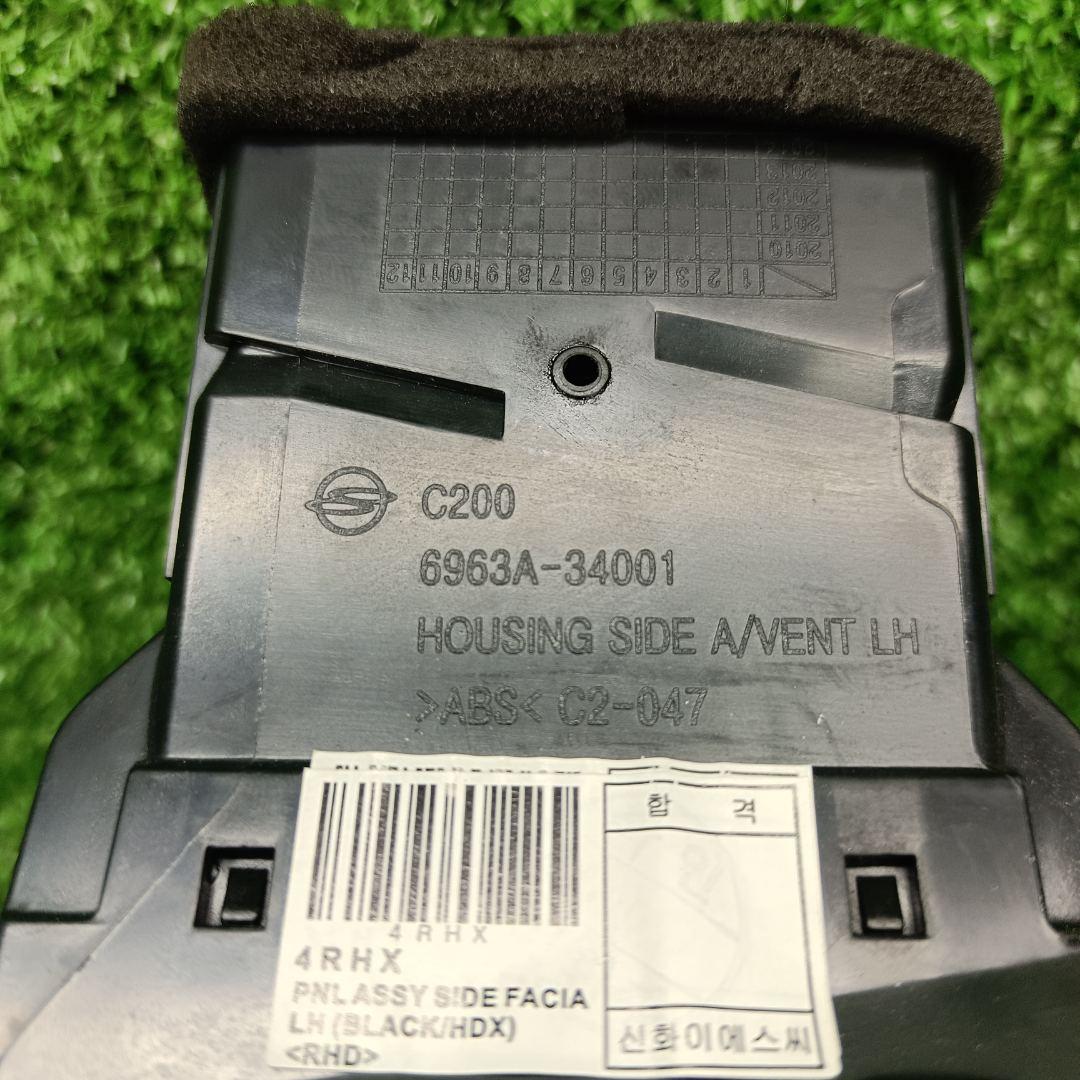 2013
2012
2011
2010
1 2 3 4 5 6 7 8 9 10 11 12
C200
6963A-34001
HOUSING SIDE A/VENT LH
>ABS< C2-047
4RHX
4RHX
PNL ASSY SIDE FACIA
LH (BLACK/HDX)
<RHD>
합 격
신화이에스씨